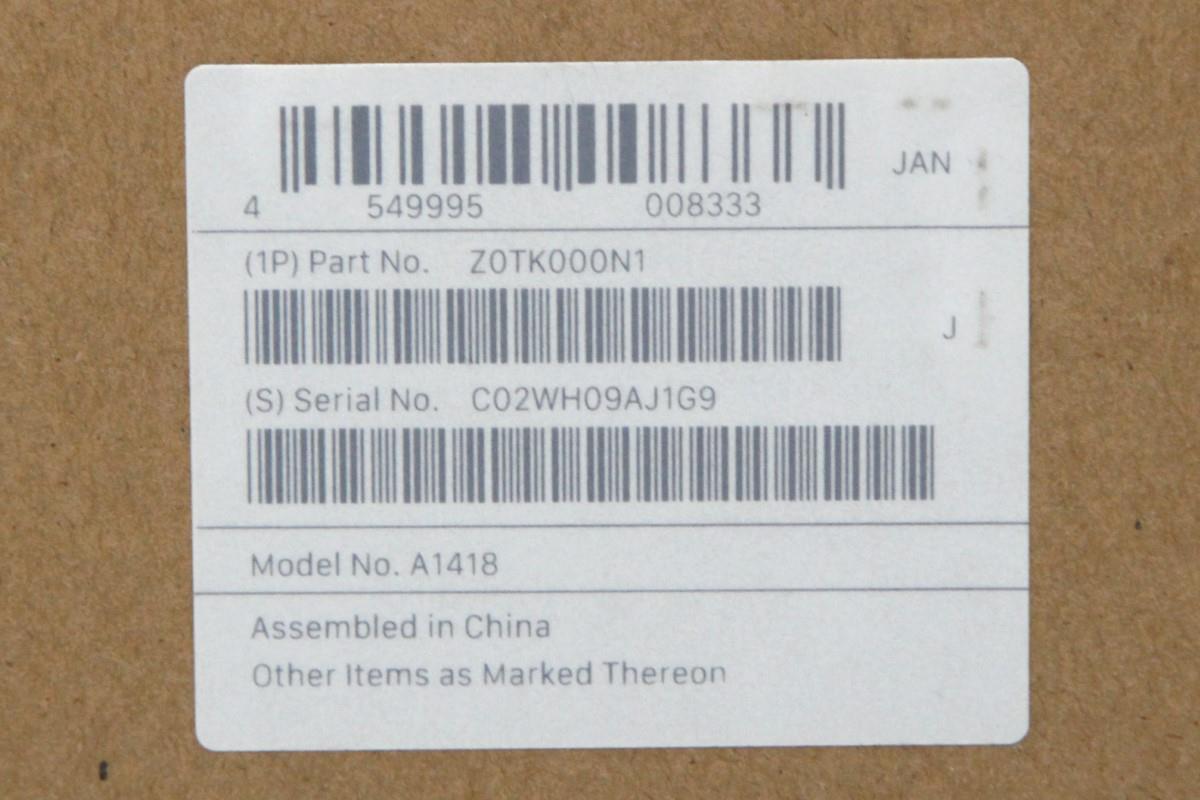 JAN
4 549995 008333
(1P) Part No. Z0TK000N1
J
(S) Serial No. C02WH09AJ1G9
Model No. A1418
Assembled in China
Other Items as Marked Thereon